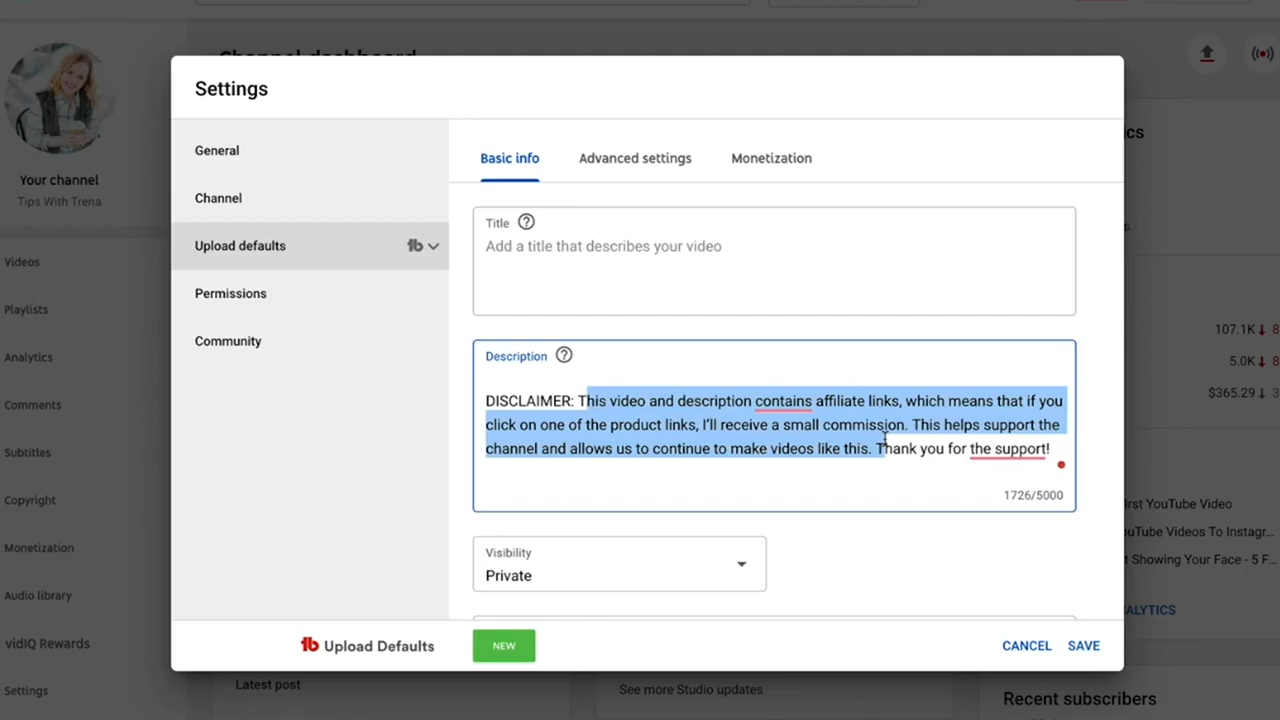 Channel dashboard
Your channel
Tips With Trena
Videos
Playlists
Analytics
Comments
Subtitles
Copyright
Monetization
Audio library
vidIQ Rewards
Settings
Settings
General
Channel
Upload defaults
tb
Permissions
Community
Basic info
Advanced settings
Monetization
Title ?
Add a title that describes your video
Description ?
DISCLAIMER: This video and description contains affiliate links, which means that if you
click on one of the product links, I'll receive a small commission. This helps support the
channel and allows us to continue to make videos like this. Thank you for the support!
1726/5000
Visibility
Private
tb Upload Defaults
NEW
CANCEL
SAVE
107.1K
5.0K
$365.29
YouTube Video
Videos To Instagr...
Showing Your Face - 5 F...
Latest post
See more Studio updates
Recent subscribers